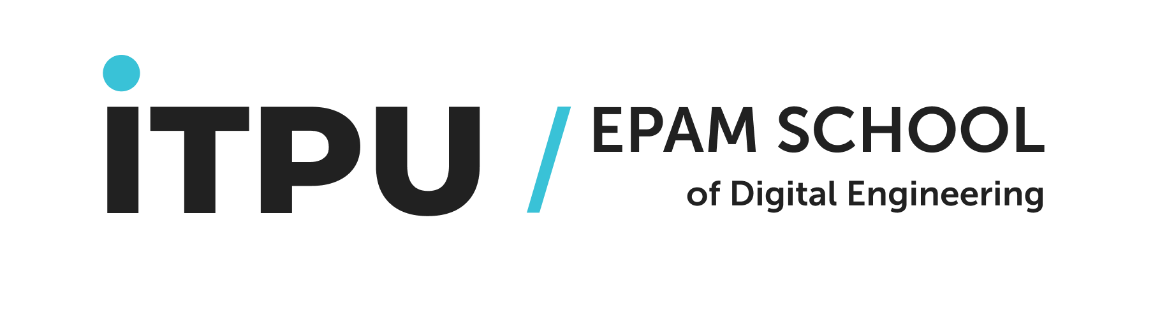 iTPU / EPAM SCHOOL
of Digital Engineering